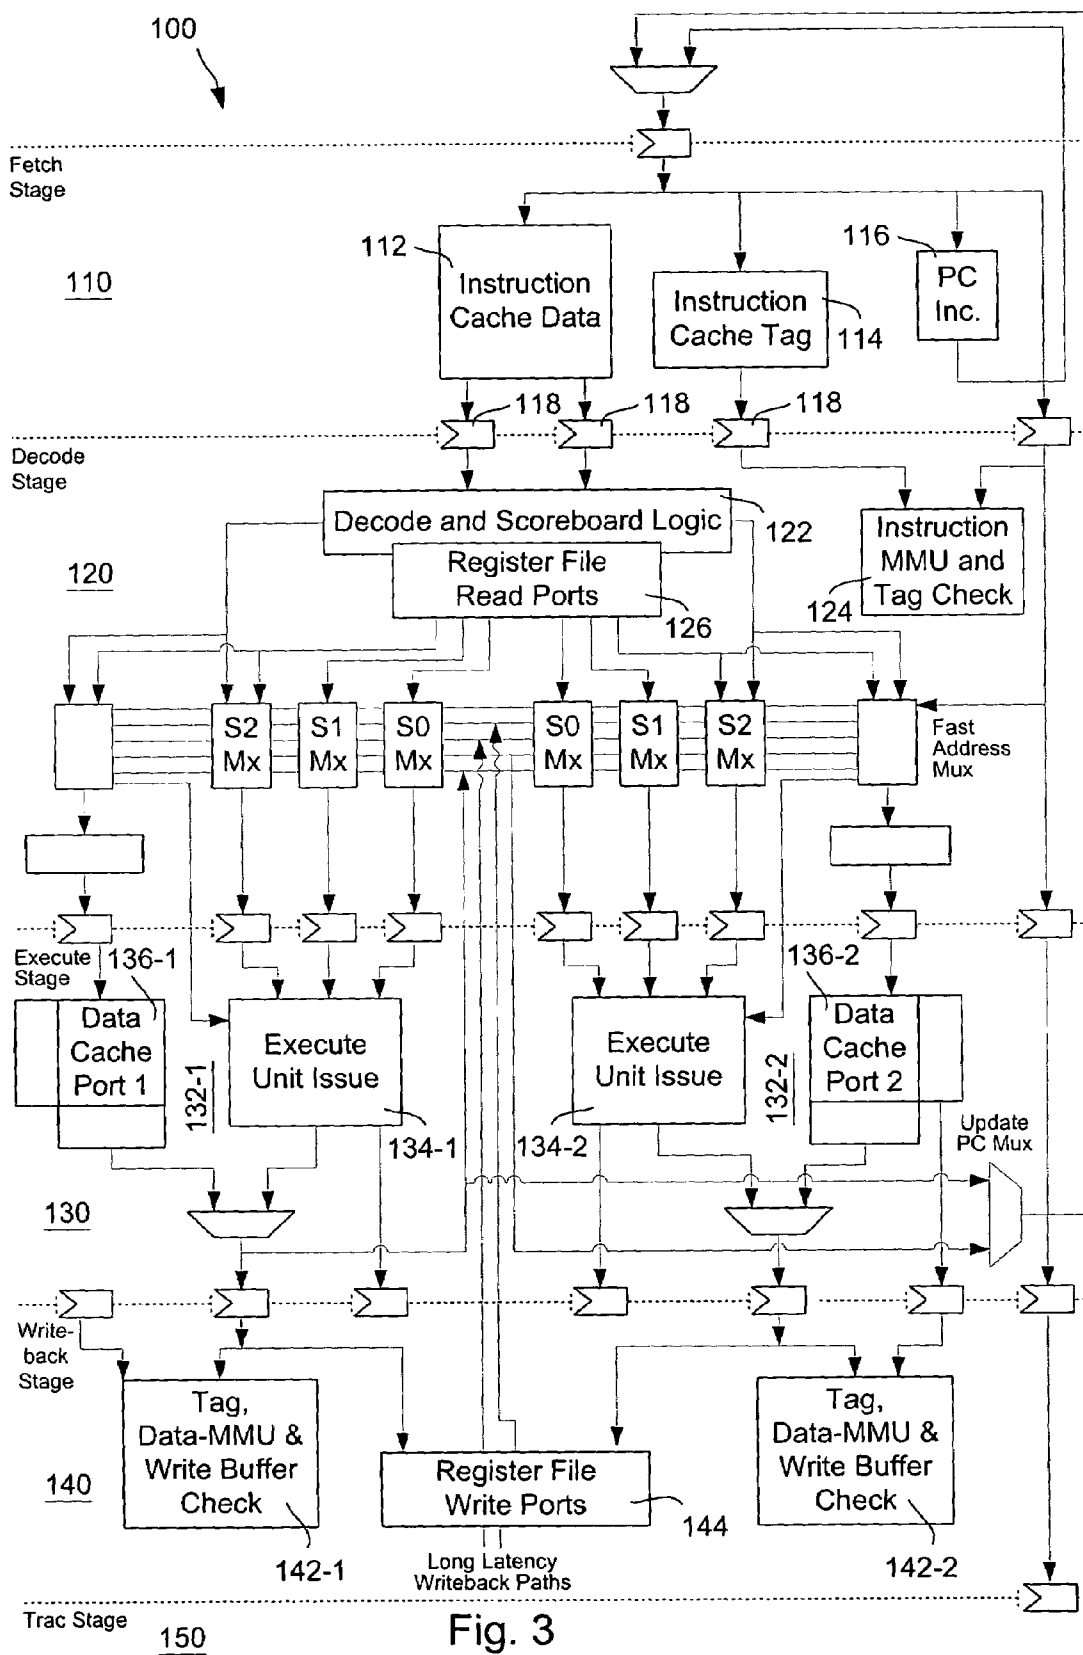 100
Fetch
Stage
112
116
Instruction
Cache Data
Instruction
Cache Tag
PC
Inc.
110
114
118
118
118
Decode
Stage
Decode and Scoreboard Logic
122
Instruction
MMU and
Tag Check
124
Register File
Read Ports
120
126
S2
Mx
S1
Mx
S0
Mx
S0
Mx
S1
Mx
S2
Mx
Fast
Address
Mux
Execute
Stage
136-1
136-2
Data
Cache
Port 1
132-1
Execute
Unit Issue
Execute
Unit Issue
132-2
Data
Cache
Port 2
134-1
134-2
Update
PC Mux
130
Write-
back
Stage
Tag,
Data-MMU &
Write Buffer
Check
Register File
Write Ports
Tag,
Data-MMU &
Write Buffer
Check
140
144
142-1
Long Latency
Writeback Paths
142-2
Trac Stage
150
Fig. 3